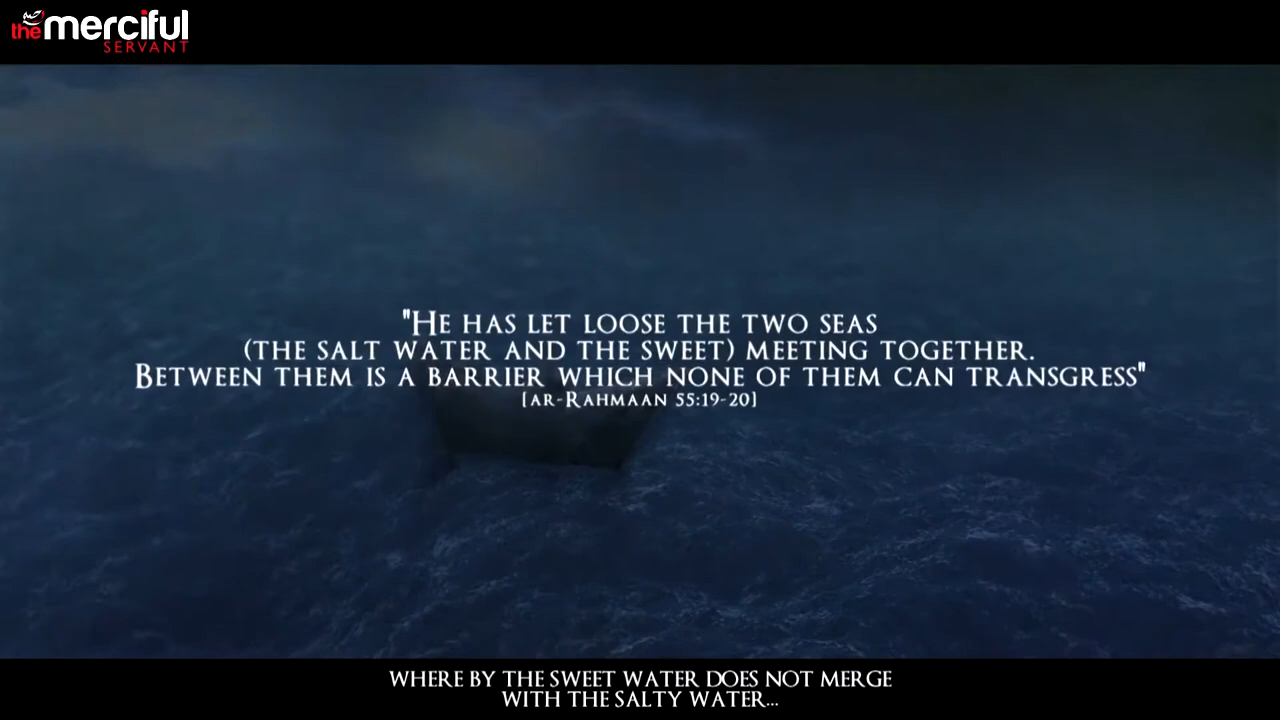 the merciful
SERVANT
"He has let loose the two seas
(the salt water and the sweet) meeting together.
Between them is a barrier which none of them can transgress"
[ar-Rahmaan 55:19-20]
WHERE BY THE SWEET WATER DOES NOT MERGE
WITH THE SALTY WATER...